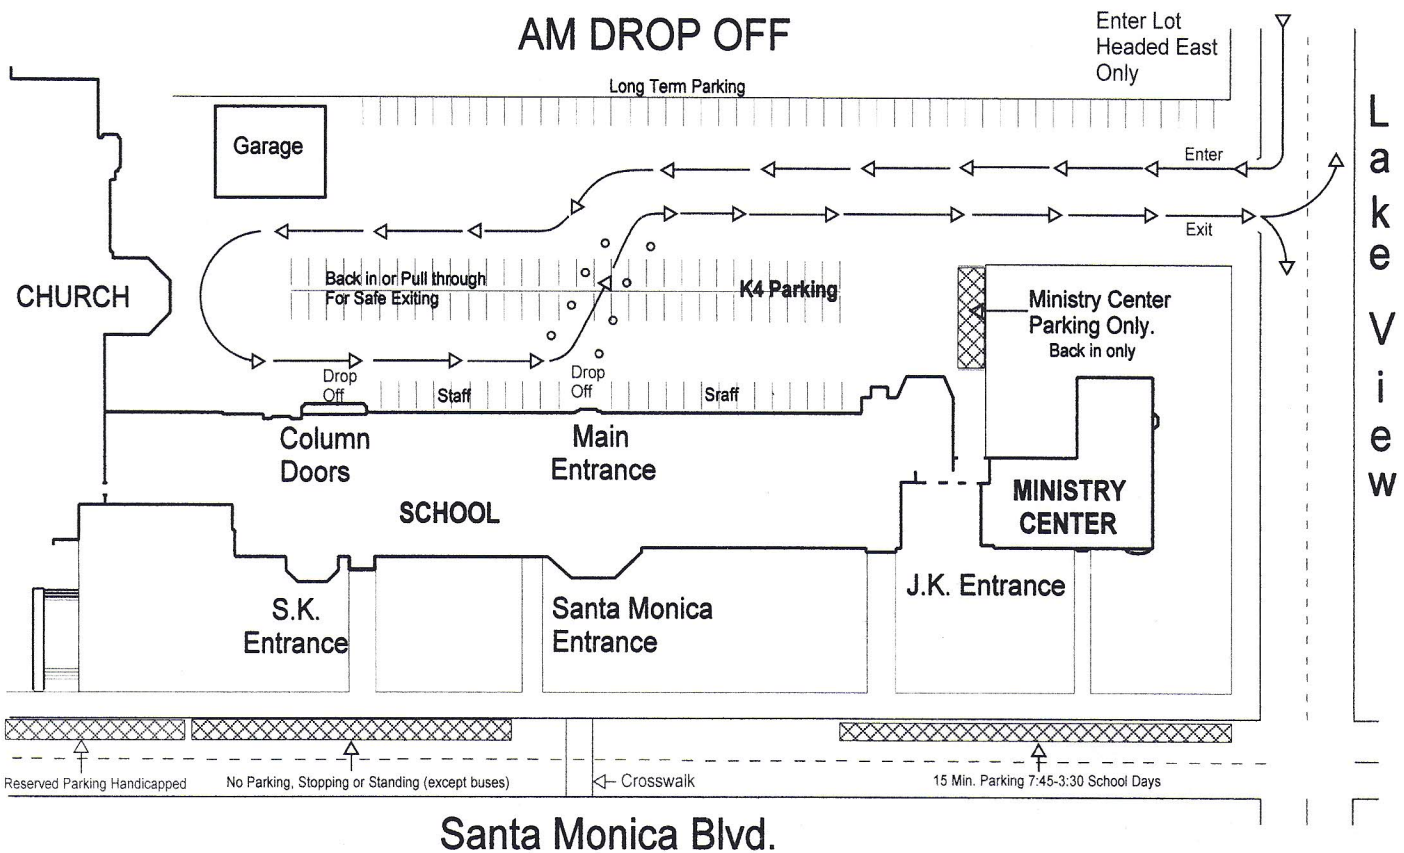 AM DROP OFF
Enter Lot
Headed East
Only
Long Term Parking
Garage
Enter
Exit
Lake View
CHURCH
Back in or Pull through
For Safe Exiting
K4 Parking
Ministry Center
Parking Only.
Back in only
Drop
Off
Drop
Off
Staff
Sraff
Column
Doors
Main
Entrance
SCHOOL
MINISTRY
CENTER
S.K.
Entrance
Santa Monica
Entrance
J.K. Entrance
Reserved Parking Handicapped
No Parking, Stopping or Standing (except buses)
Crosswalk
15 Min. Parking 7:45-3:30 School Days
Santa Monica Blvd.